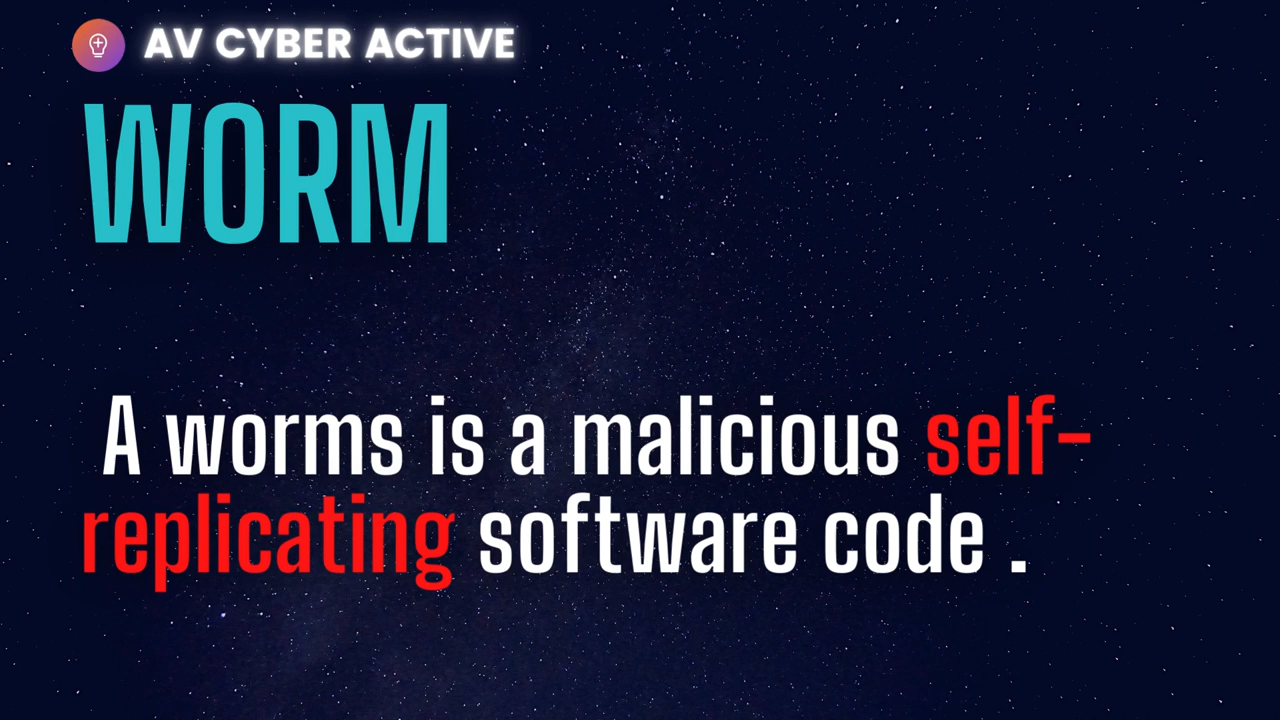 AV CYBER ACTIVE
WORM
A worms is a malicious self-
replicating software code .